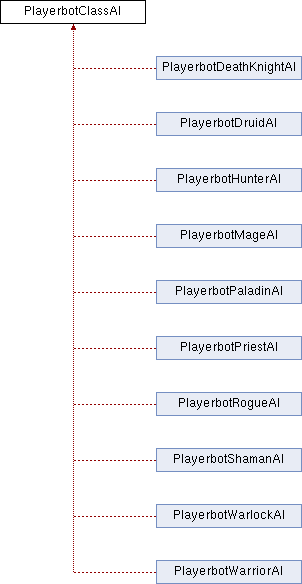 PlayerbotClassAI
PlayerbotDeathKnightAI
PlayerbotDruidAI
PlayerbotHunterAI
PlayerbotMageAI
PlayerbotPaladinAI
PlayerbotPriestAI
PlayerbotRogueAI
PlayerbotShamanAI
PlayerbotWarlockAI
PlayerbotWarriorAI